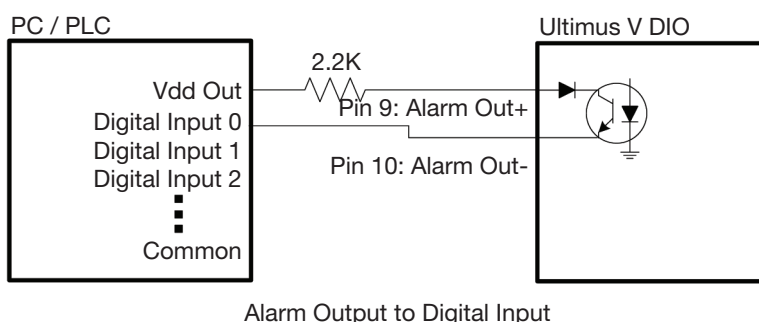 PC / PLC
Ultimus V DIO
2.2K
Vdd Out
Pin 9: Alarm Out+
Digital Input 0
Digital Input 1
Pin 10: Alarm Out-
Digital Input 2
Common
Alarm Output to Digital Input